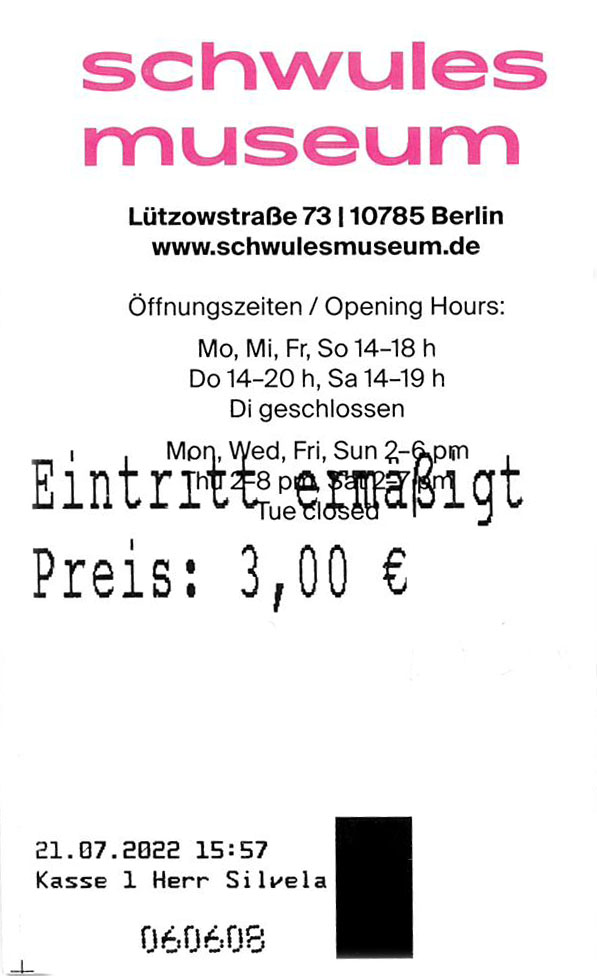 schwules
museum
Lützowstraße 73 | 10785 Berlin
www.schwulesmuseum.de
Öffnungszeiten / Opening Hours:
Mo, Mi, Fr, So 14–18 h
Do 14–20 h, Sa 14–19 h
Di geschlossen
Mon, Wed, Fri, Sun 2–6 pm
Thu 2–8 pm, Sat 2–7 pm
Eintritt ermäßigt
Tue closed
Preis: 3,00 €
21.07.2022 15:57
Kasse 1 Herr Silvela
060608